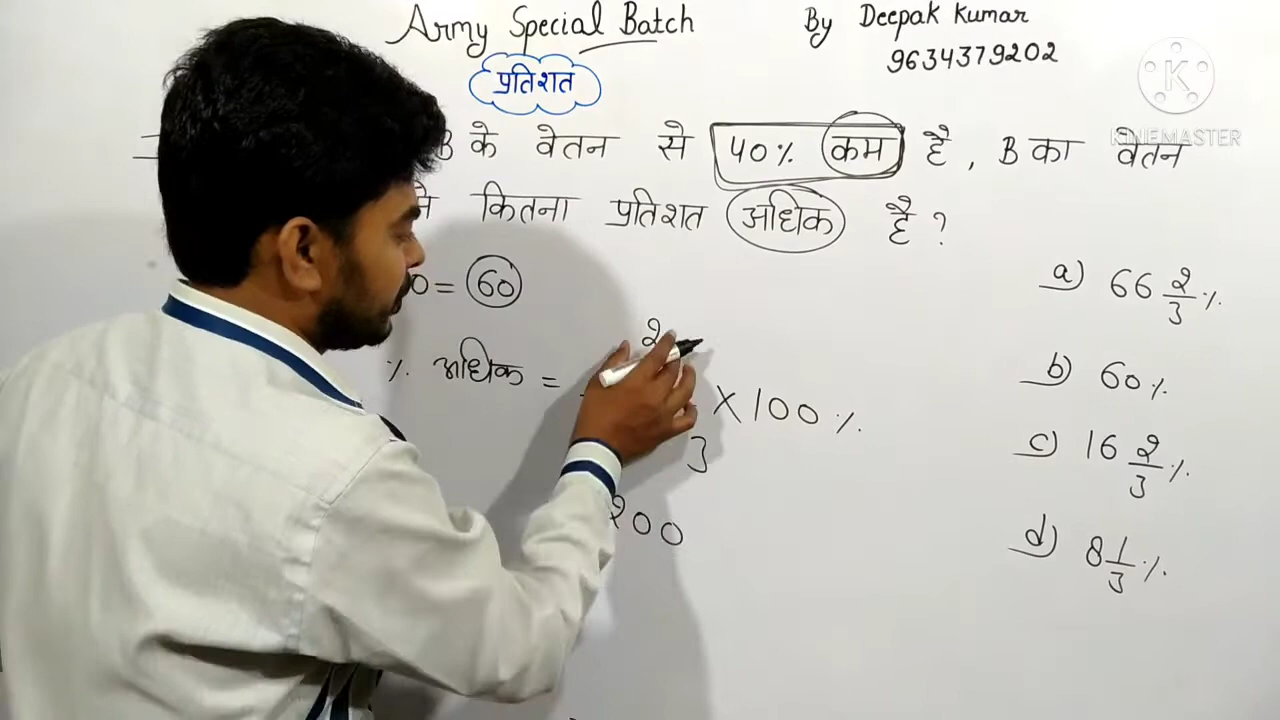 Army Special Batch
By Deepak Kumar
9634379202
प्रतिशत
K
KINEMASTER
B के वेतन से 40% कम है, B का वेतन
से कितना प्रतिशत अधिक है?
0 = 60
% अधिक =
2
× 100%
3
200
a) 66 2/3 %
b) 60%
c) 16 2/3 %
d) 8 1/3 %